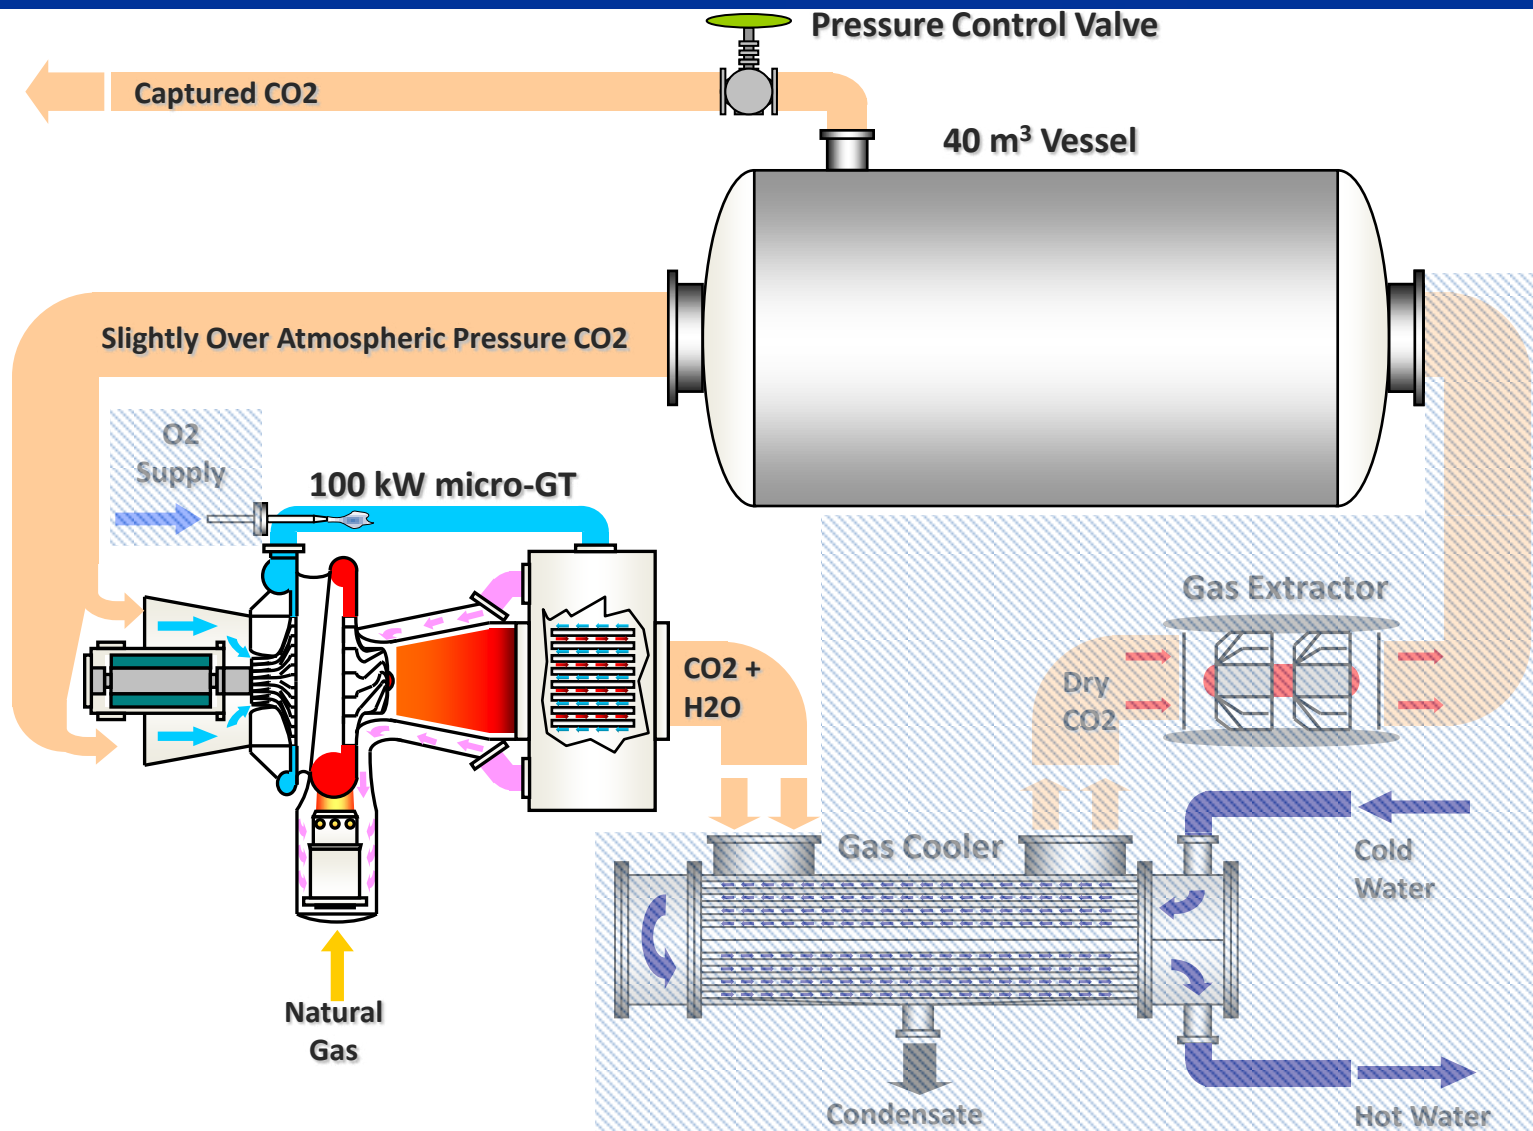 Pressure Control Valve
Captured CO2
40 m³ Vessel
Slightly Over Atmospheric Pressure CO2
O2
Supply
100 kW micro-GT
Gas Extractor
CO2 +
H2O
Dry
CO2
Gas Cooler
Cold
Water
Natural
Gas
Condensate
Hot Water